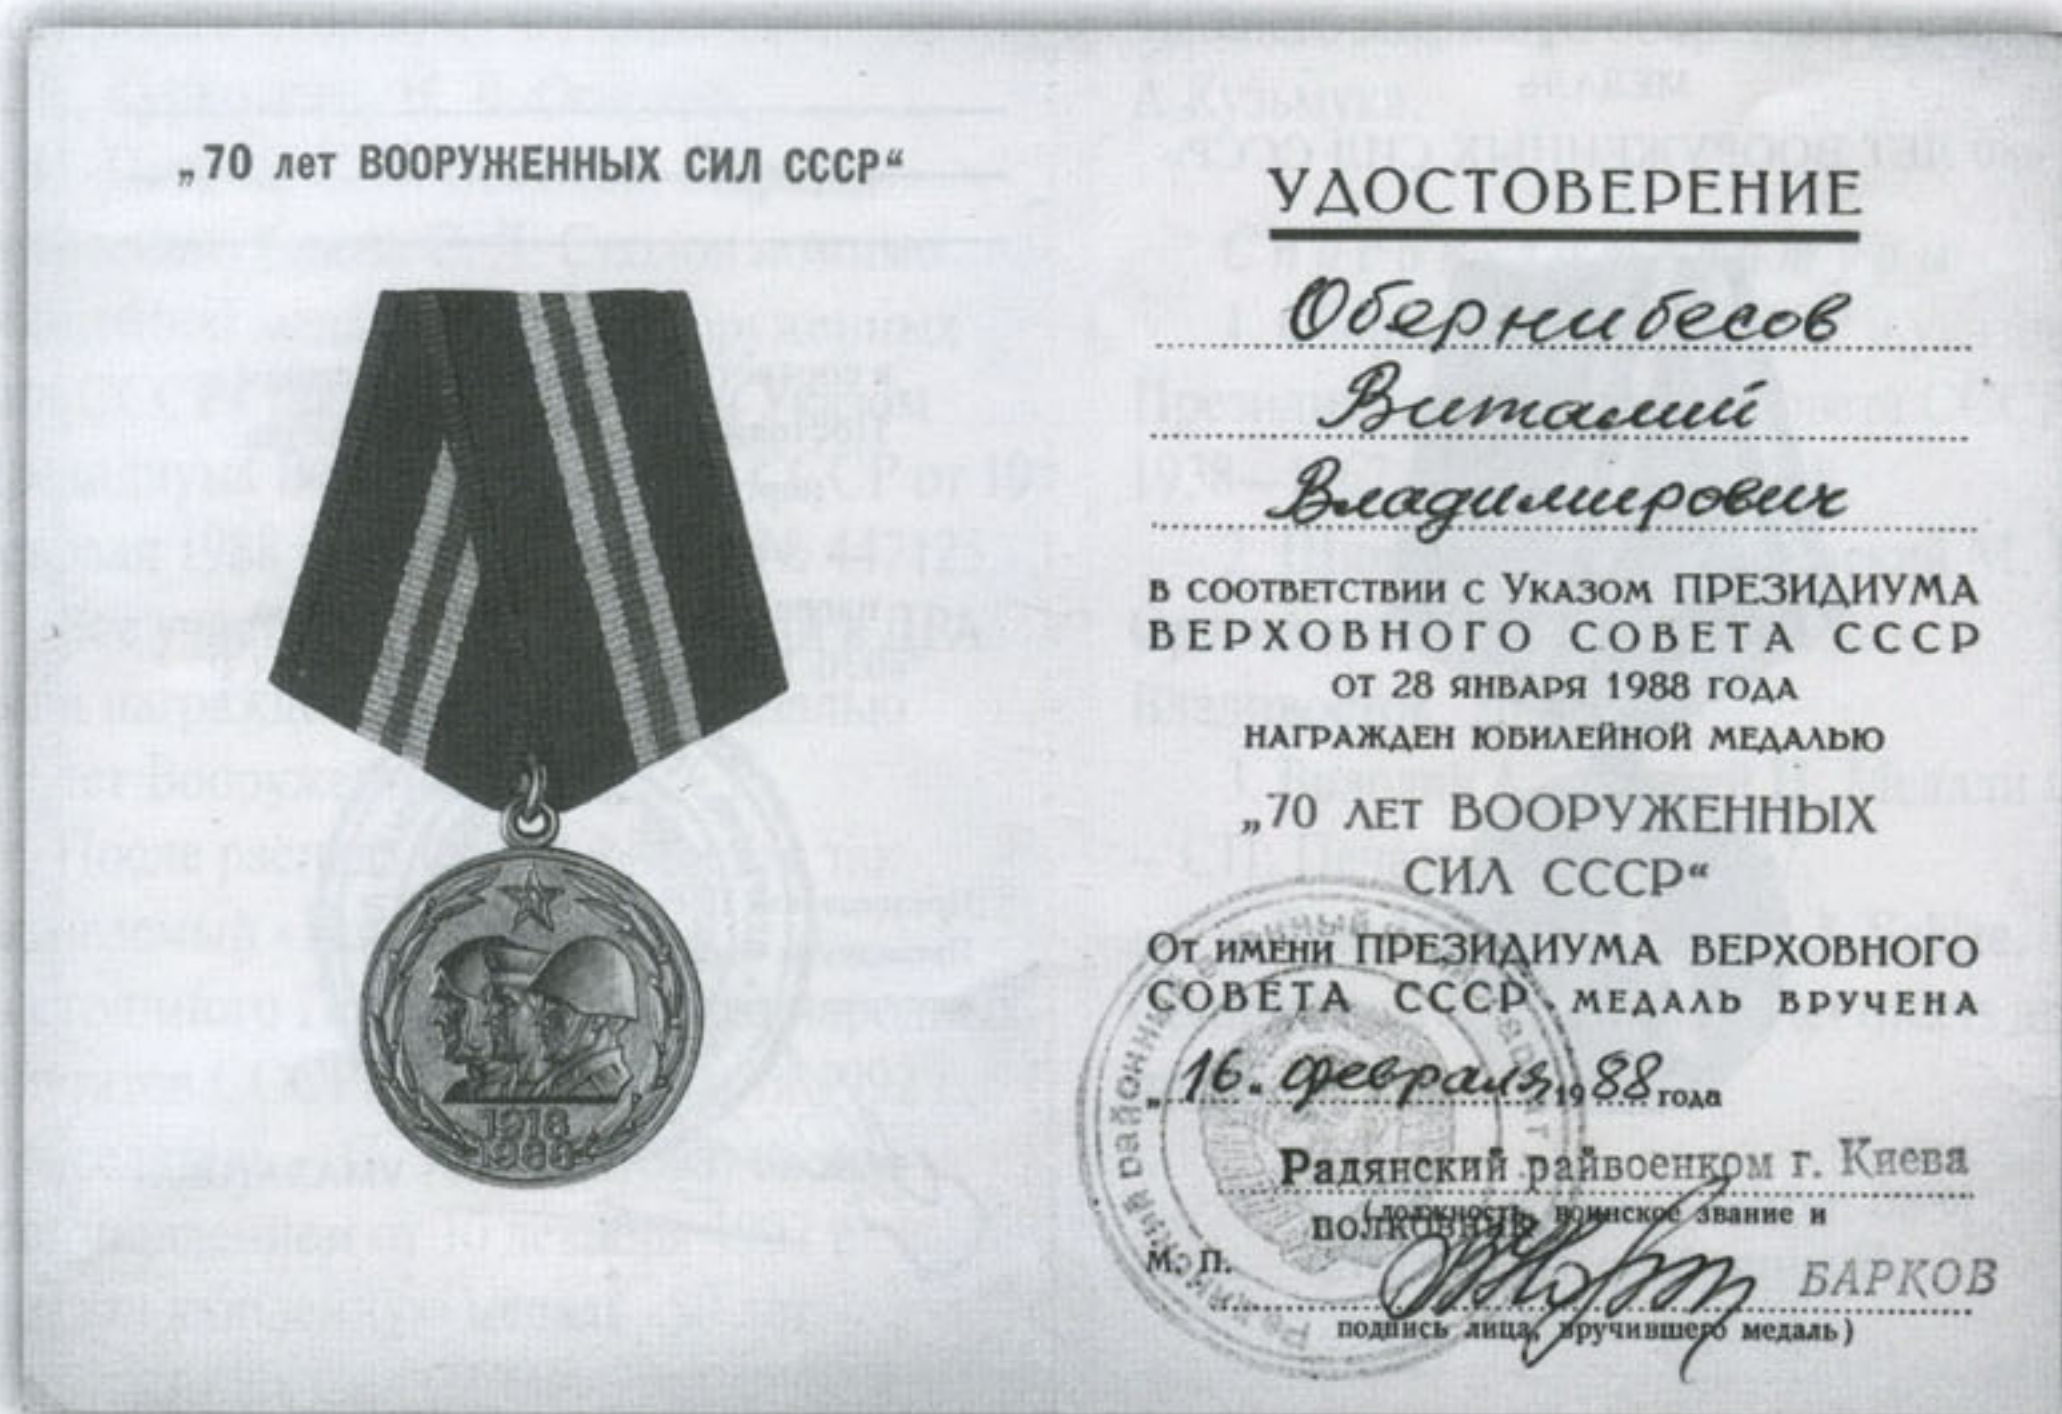 „70 лет ВООРУЖЕННЫХ СИЛ СССР“
1918
1988
УДОСТОВЕРЕНИЕ
Обернибесов
Виталий
Владимирович
в соответствии с Указом ПРЕЗИДИУМА
ВЕРХОВНОГО СОВЕТА СССР
от 28 января 1988 года
награжден юбилейной медалью
„70 лет ВООРУЖЕННЫХ
СИЛ СССР“
От имени ПРЕЗИДИУМА ВЕРХОВНОГО
СОВЕТА СССР медаль вручена
„16“ февраля 1988 года
Радянский райвоенком г. Киева
(должность, воинское звание и
полковник
М. П.
БАРКОВ
подпись лица, вручившего медаль)